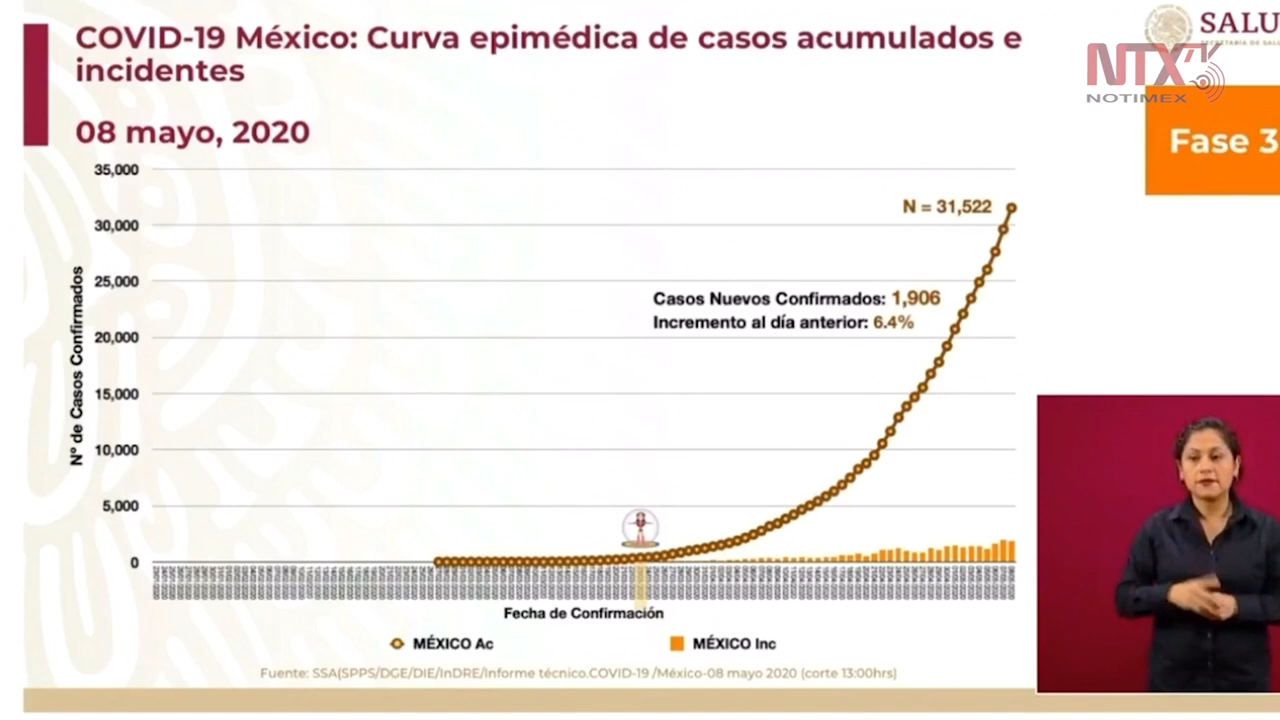 COVID-19 México: Curva epimédica de casos acumulados e
incidentes
08 mayo, 2020
SALU
NTX
NOTIMEX
Fase 3
35,000
30,000
25,000
20,000
15,000
10,000
5,000
0
N° de Casos Confirmados
N = 31,522
Casos Nuevos Confirmados: 1,906
Incremento al día anterior: 6.4%
Fecha de Confirmación
MÉXICO Ac
MÉXICO Inc
Fuente: SSA(SPPS/DGE/DIE/InDRE/Informe técnico.COVID-19 /México-08 mayo 2020 (corte 13:00hrs)